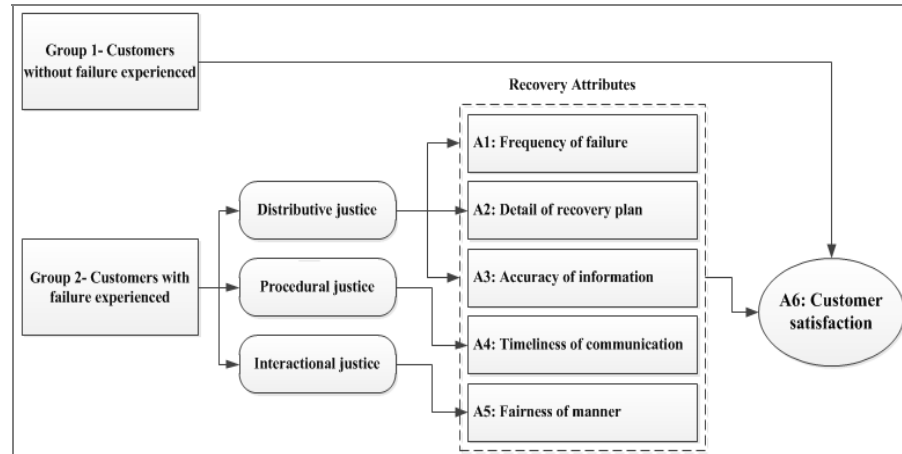 Group 1- Customers
without failure experienced
Recovery Attributes
A1: Frequency of failure
Distributive justice
A2: Detail of recovery plan
Group 2- Customers with
failure experienced
Procedural justice
A3: Accuracy of information
A6: Customer
satisfaction
A4: Timeliness of communication
Interactional justice
A5: Fairness of manner